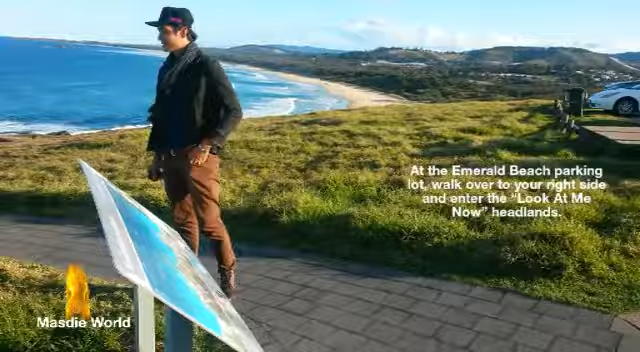 At the Emerald Beach parking
lot, walk over to your right side
and enter the "Look At Me
Now" headlands.
Masdie World